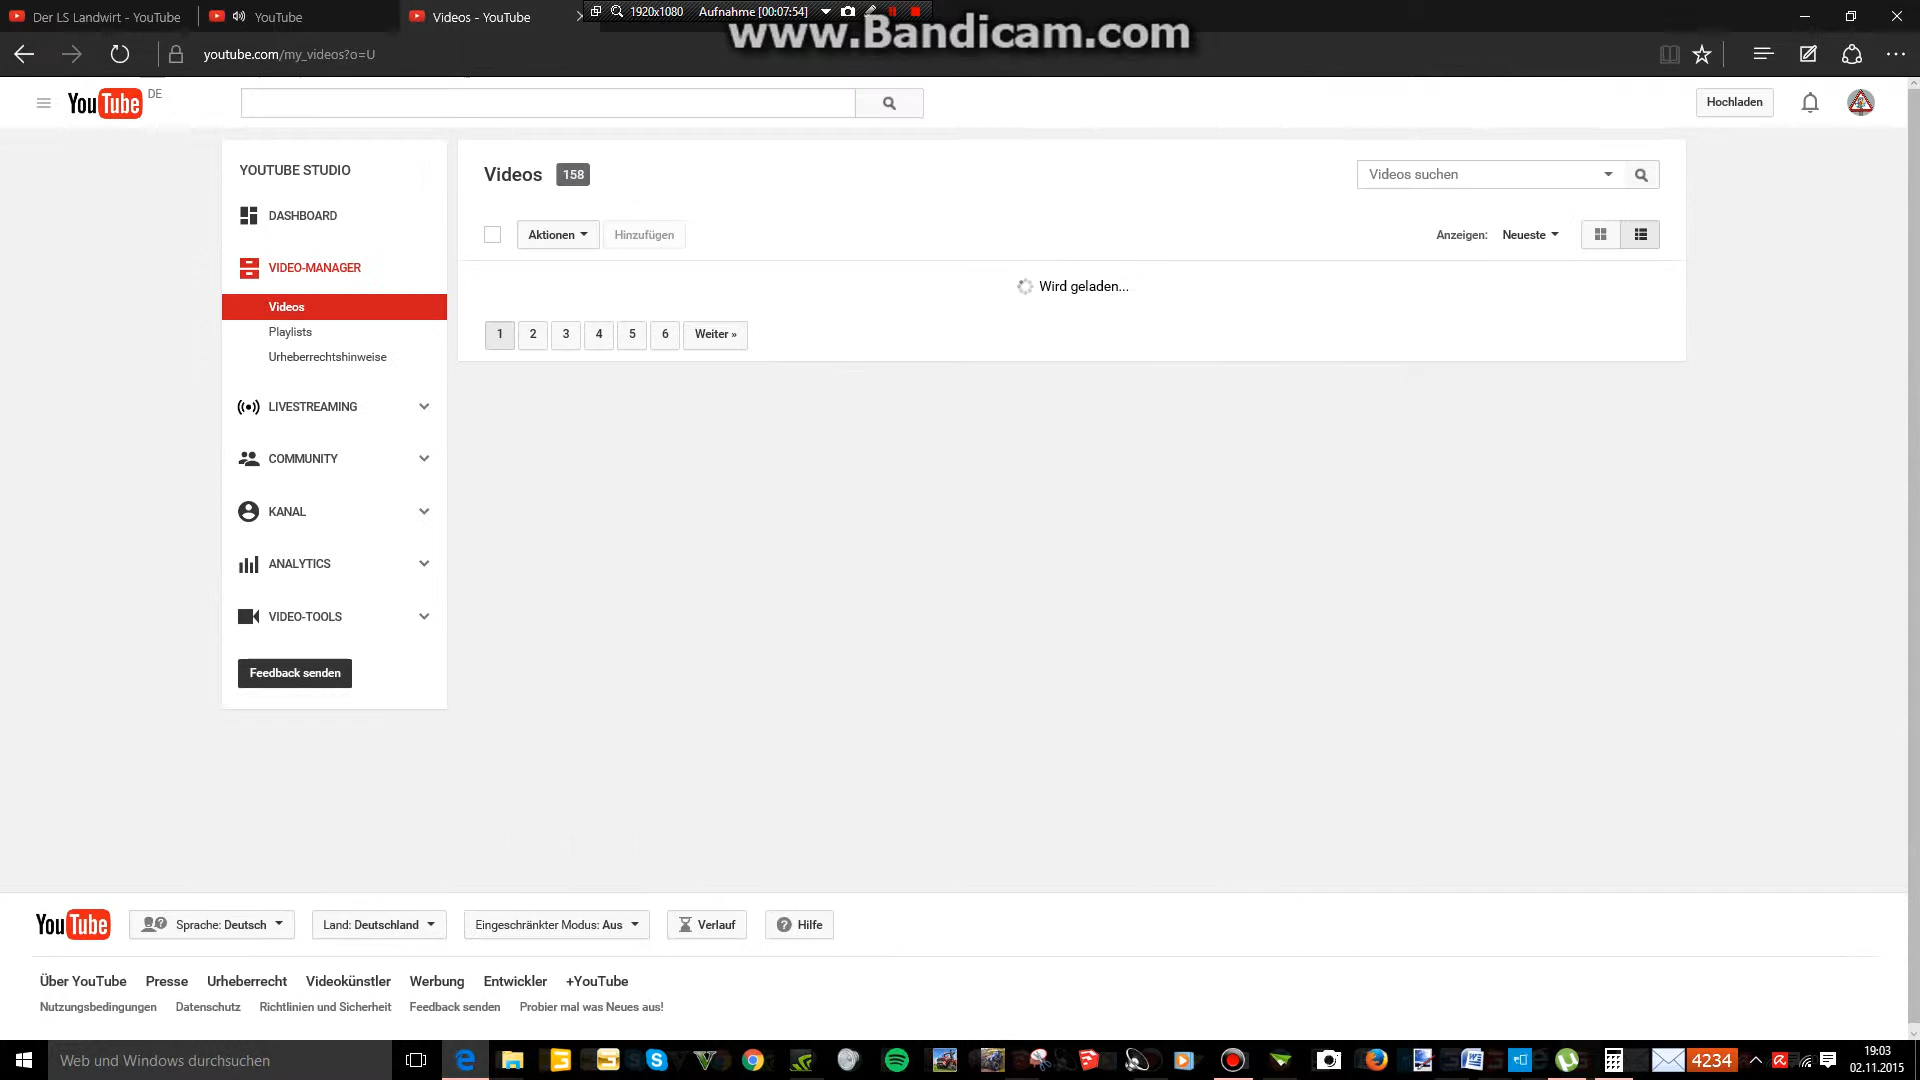 Der LS Landwirt - YouTube
YouTube
Videos - YouTube
1920x1080 Aufnahme [00:07:54]
www.Bandicam.com
youtube.com/my_videos?o=U
YouTube DE
Hochladen
YOUTUBE STUDIO
DASHBOARD
VIDEO-MANAGER
Videos
Playlists
Urheberrechtshinweise
LIVESTREAMING
COMMUNITY
KANAL
ANALYTICS
VIDEO-TOOLS
Feedback senden
Videos 158
Videos suchen
Aktionen Hinzufügen
Anzeigen: Neueste
Wird geladen...
1 2 3 4 5 6 Weiter »
YouTube Sprache: Deutsch Land: Deutschland Eingeschränkter Modus: Aus Verlauf Hilfe
Über YouTube Presse Urheberrecht Videokünstler Werbung Entwickler +YouTube
Nutzungsbedingungen Datenschutz Richtlinien und Sicherheit Feedback senden Probier mal was Neues aus!
Web und Windows durchsuchen
4234
19:03
02.11.2015